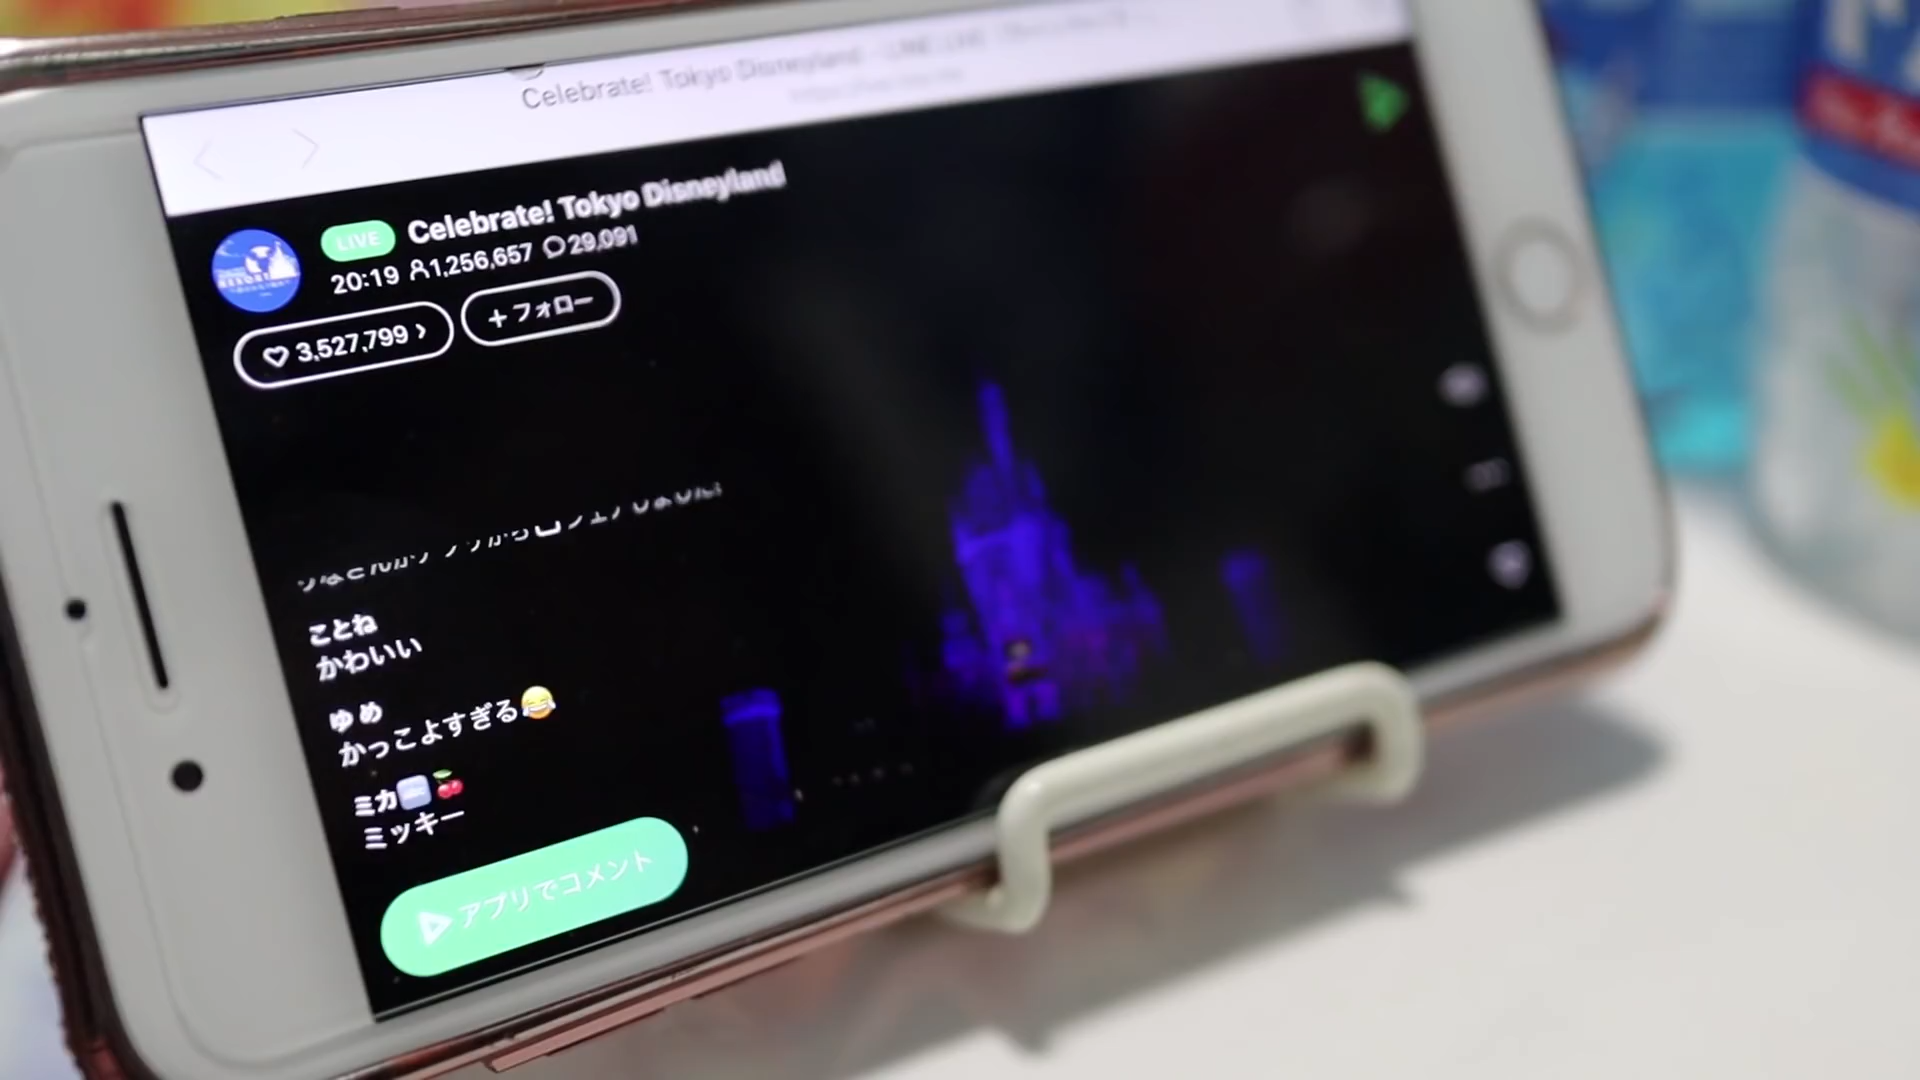 Celebrate! Tokyo Disneyland - LINE LIVE
LIVE Celebrate! Tokyo Disneyland
20:19 1,256,657 29,091
3,527,799 ›
+フォロー
ことね
かわいい
ゆめ
かっこよすぎる😂
ミカ🍒
ミッキー
アプリでコメント